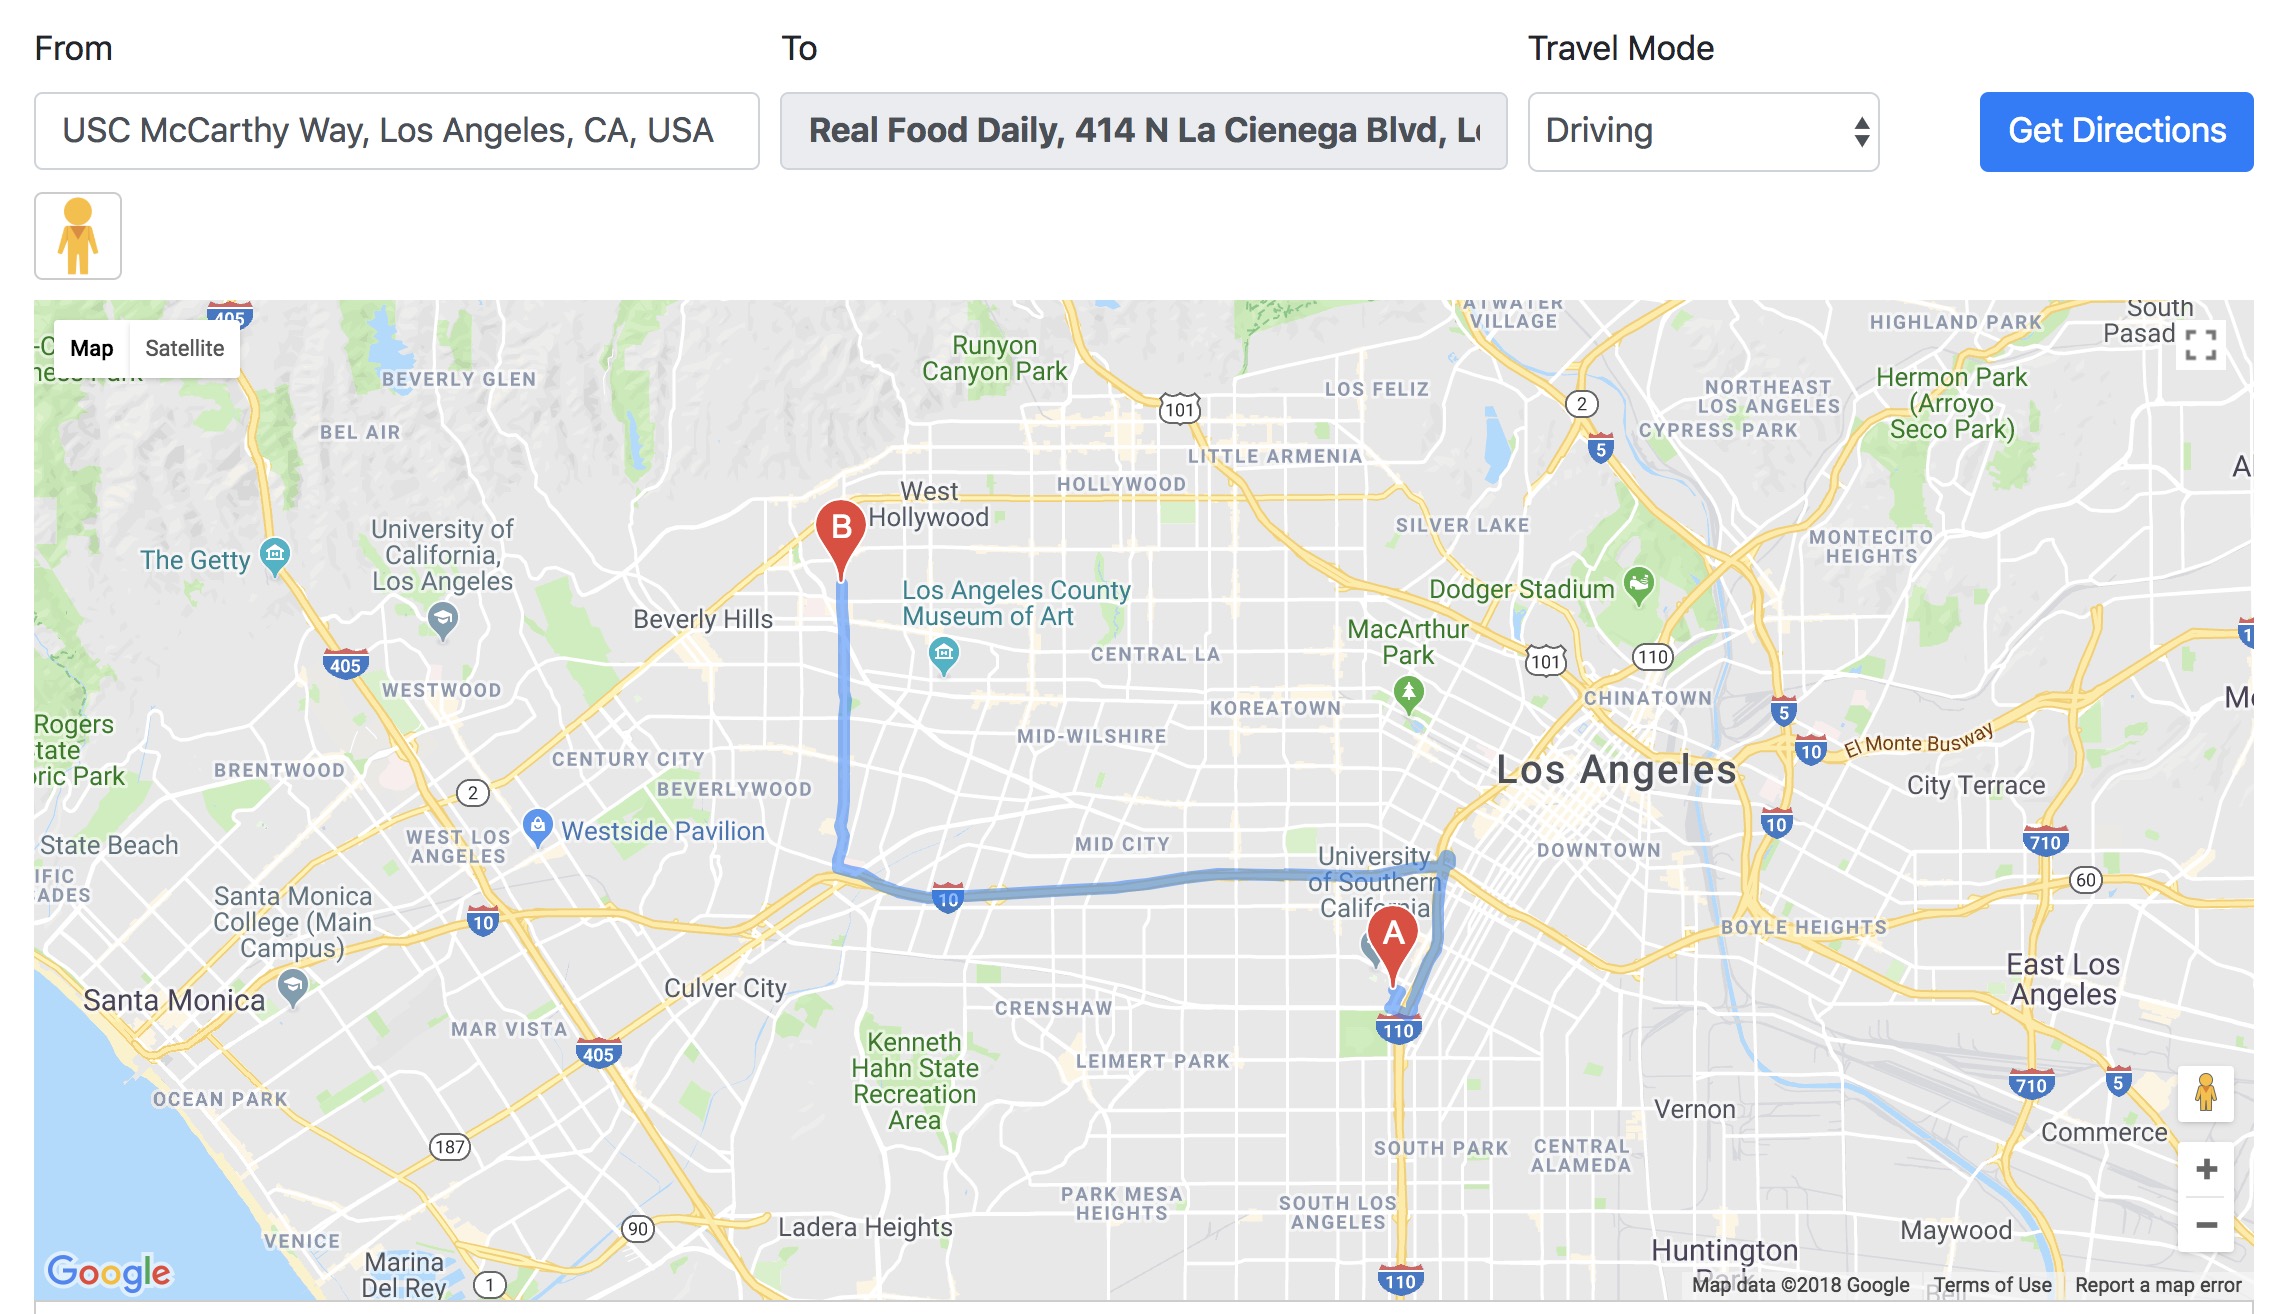 From
To
Travel Mode
USC McCarthy Way, Los Angeles, CA, USA
Real Food Daily, 414 N La Cienega Blvd, L
Driving
Get Directions
405
Map
Satellite
BEVERLY GLEN
BEL AIR
Runyon
Canyon Park
101
LOS FELIZ
ATWATER
VILLAGE
HIGHLAND PARK
South
Pasad
2
5
NORTHEAST
LOS ANGELES
CYPRESS PARK
Hermon Park
(Arroyo
Seco Park)
LITTLE ARMENIA
HOLLYWOOD
West
Hollywood
B
SILVER LAKE
MONTECITO
HEIGHTS
The Getty
University of
California,
Los Angeles
Los Angeles County
Museum of Art
Dodger Stadium
Beverly Hills
MacArthur
Park
405
CENTRAL LA
101
110
WESTWOOD
KOREATOWN
CHINATOWN
5
Rogers
tate
oric Park
MID-WILSHIRE
10
El Monte Busway
CENTURY CITY
BRENTWOOD
Los Angeles
City Terrace
2
BEVERLYWOOD
10
710
Westside Pavilion
State Beach
WEST LOS
ANGELES
MID CITY
DOWNTOWN
University
of Southern
California
IFIC
ADES
60
Santa Monica
College (Main
Campus)
10
10
A
BOYLE HEIGHTS
East Los
Angeles
Culver City
Santa Monica
CRENSHAW
110
MAR VISTA
405
Kenneth
Hahn State
Recreation
Area
LEIMERT PARK
710
5
OCEAN PARK
Vernon
Commerce
187
SOUTH PARK
CENTRAL
ALAMEDA
PARK MESA
HEIGHTS
SOUTH LOS
ANGELES
90
Ladera Heights
Maywood
VENICE
Huntington
Park
Marina
Del Rey
1
110
Google
Map data ©2018 Google
Terms of Use
Report a map error